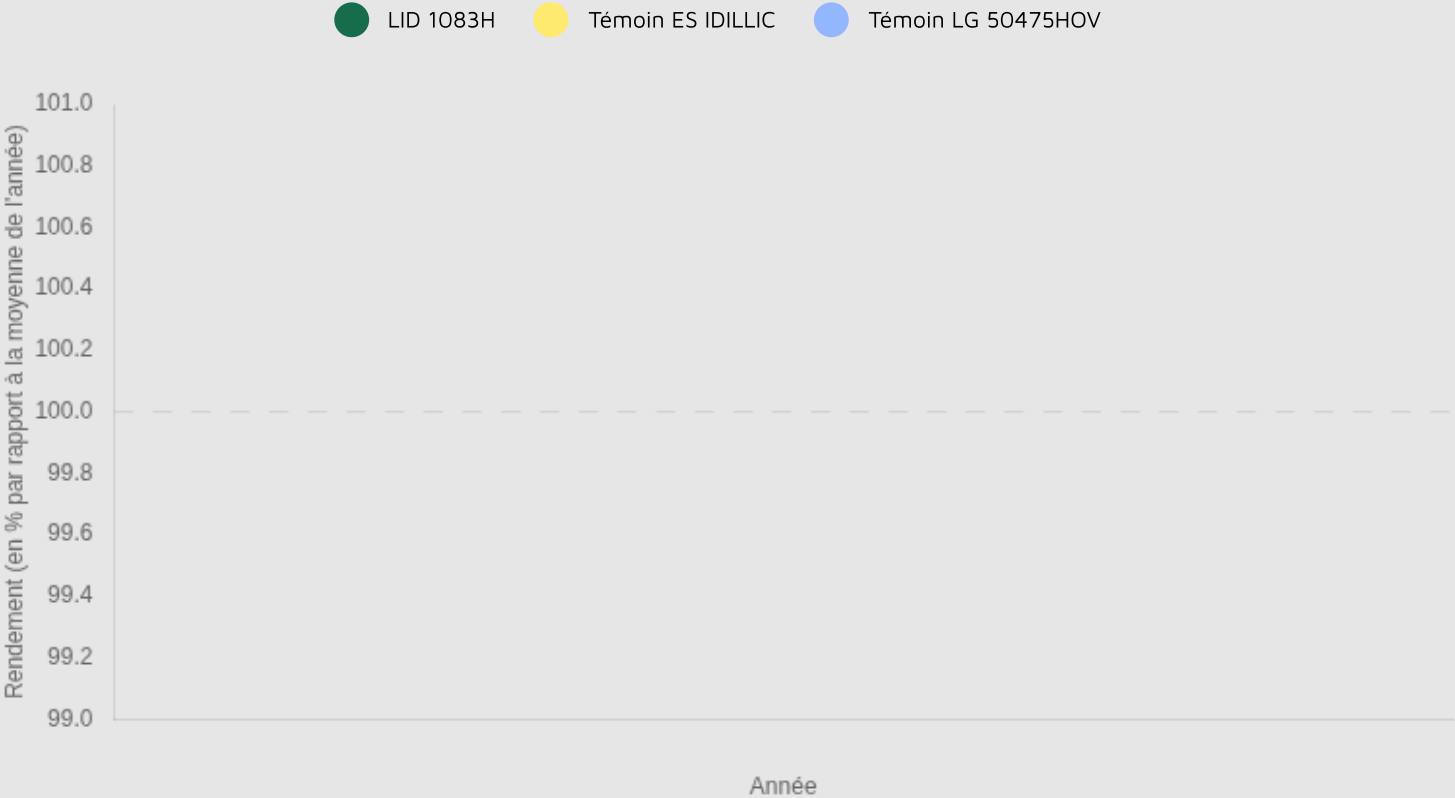 LID 1083H
Témoin ES IDILLIC
Témoin LG 50475HOV
Rendement (en % par rapport à la moyenne de l'année)
101.0
100.8
100.6
100.4
100.2
100.0
99.8
99.6
99.4
99.2
99.0
Année